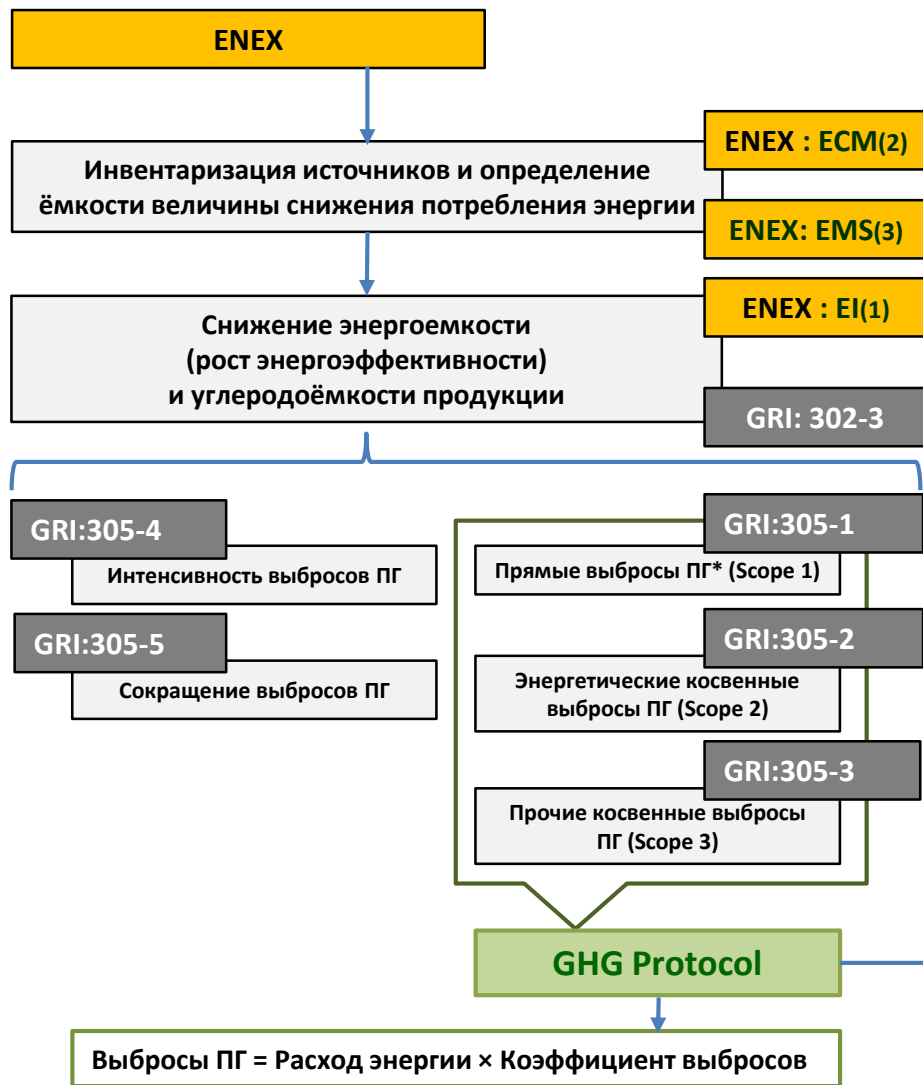 ENEX
ENEX : ECM(2)
Инвентаризация источников и определение
ёмкости величины снижения потребления энергии
ENEX: EMS(3)
ENEX : EI(1)
Снижение энергоемкости
(рост энергоэффективности)
и углеродоёмкости продукции
GRI: 302-3
GRI:305-4
Интенсивность выбросов ПГ
GRI:305-5
Сокращение выбросов ПГ
GRI:305-1
Прямые выбросы ПГ* (Scope 1)
GRI:305-2
Энергетические косвенные
выбросы ПГ (Scope 2)
GRI:305-3
Прочие косвенные выбросы
ПГ (Scope 3)
GHG Protocol
Выбросы ПГ = Расход энергии × Коэффициент выбросов